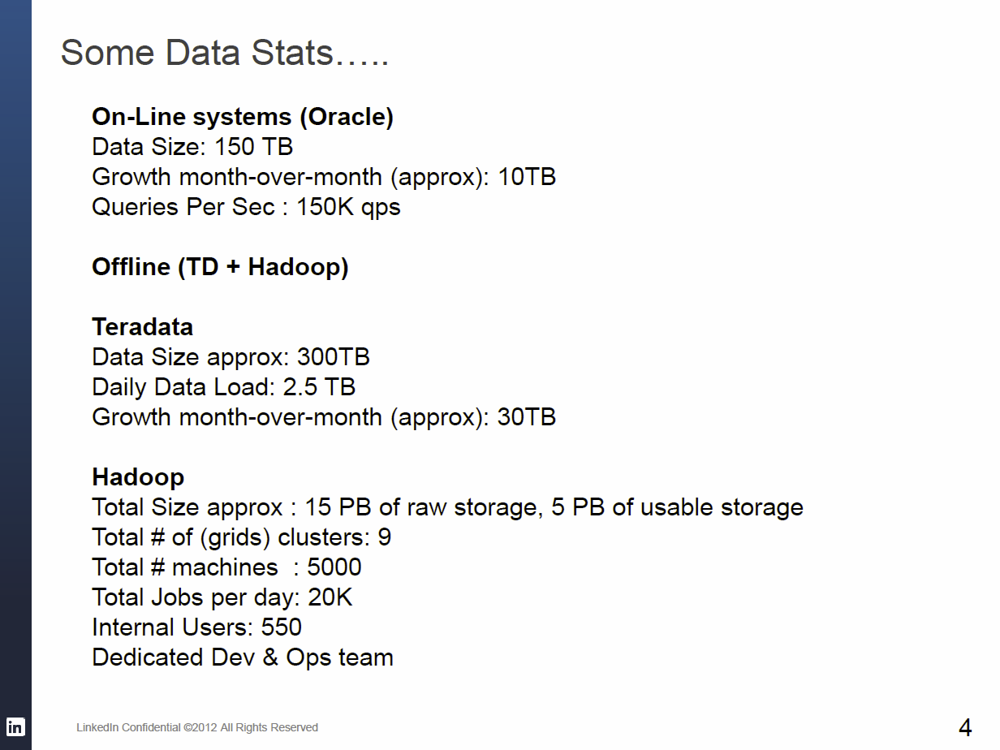 Some Data Stats…..
On-Line systems (Oracle)
Data Size: 150 TB
Growth month-over-month (approx): 10TB
Queries Per Sec : 150K qps
Offline (TD + Hadoop)
Teradata
Data Size approx: 300TB
Daily Data Load: 2.5 TB
Growth month-over-month (approx): 30TB
Hadoop
Total Size approx : 15 PB of raw storage, 5 PB of usable storage
Total # of (grids) clusters: 9
Total # machines  : 5000
Total Jobs per day: 20K
Internal Users: 550
Dedicated Dev & Ops team
in
LinkedIn Confidential ©2012 All Rights Reserved
4